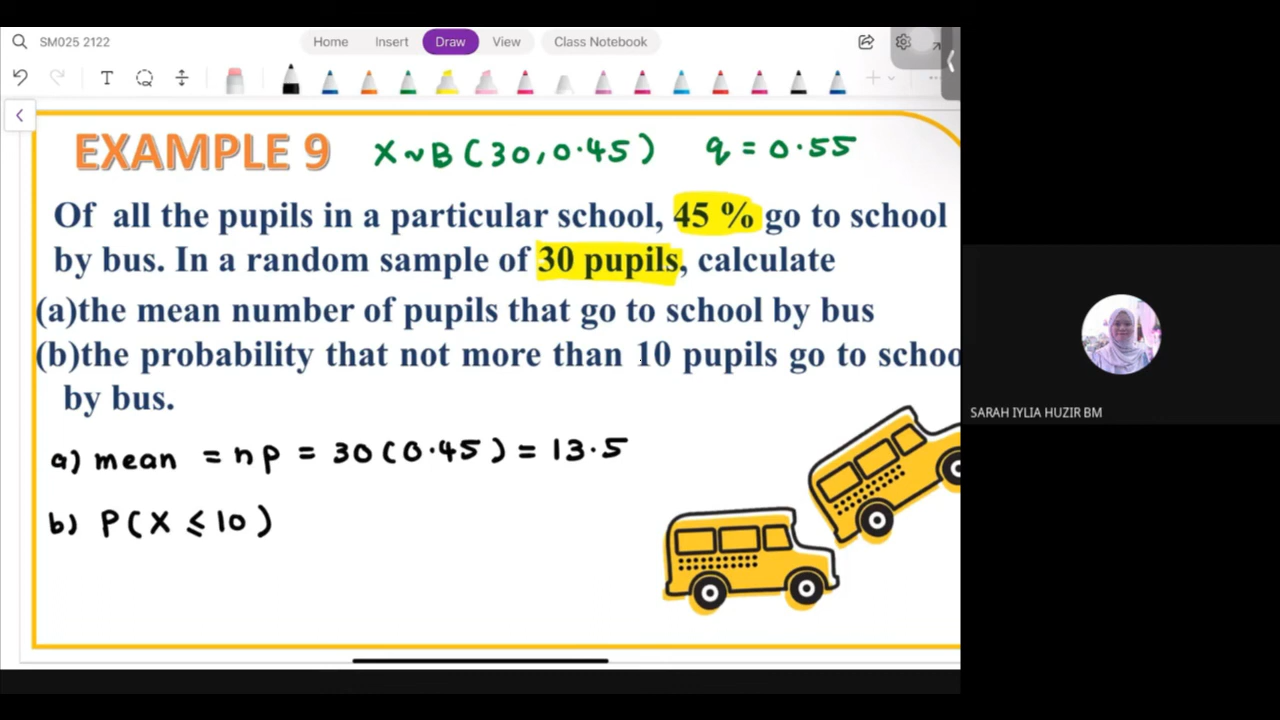 SM025 2122
Home Insert Draw View Class Notebook
EXAMPLE 9 X~B(30,0.45) q = 0.55
Of all the pupils in a particular school, 45 % go to school
by bus. In a random sample of 30 pupils, calculate
(a)the mean number of pupils that go to school by bus
(b)the probability that not more than 10 pupils go to schoo
by bus.
a) mean = np = 30(0.45) = 13.5
b) P(X ≤ 10)
SARAH IYLIA HUZIR BM